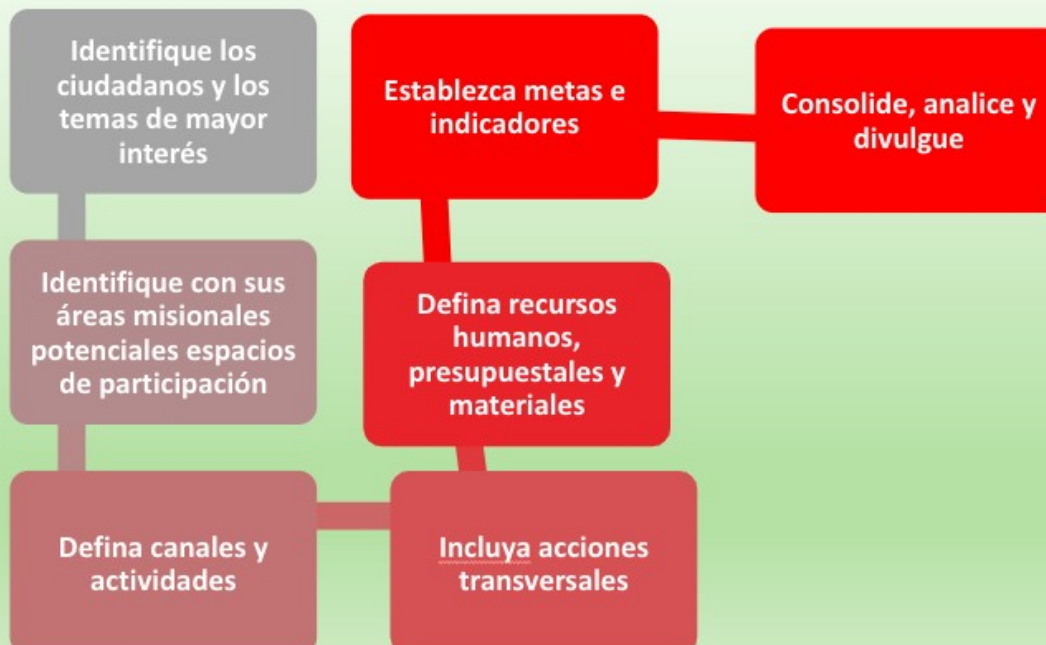 Identifique los
ciudadanos y los
temas de mayor
interés
Identifique con sus
áreas misionales
potenciales espacios
de participación
Defina canales y
actividades
Incluya acciones
transversales
Defina recursos
humanos,
presupuestales y
materiales
Establezca metas e
indicadores
Consolide, analice y
divulgue